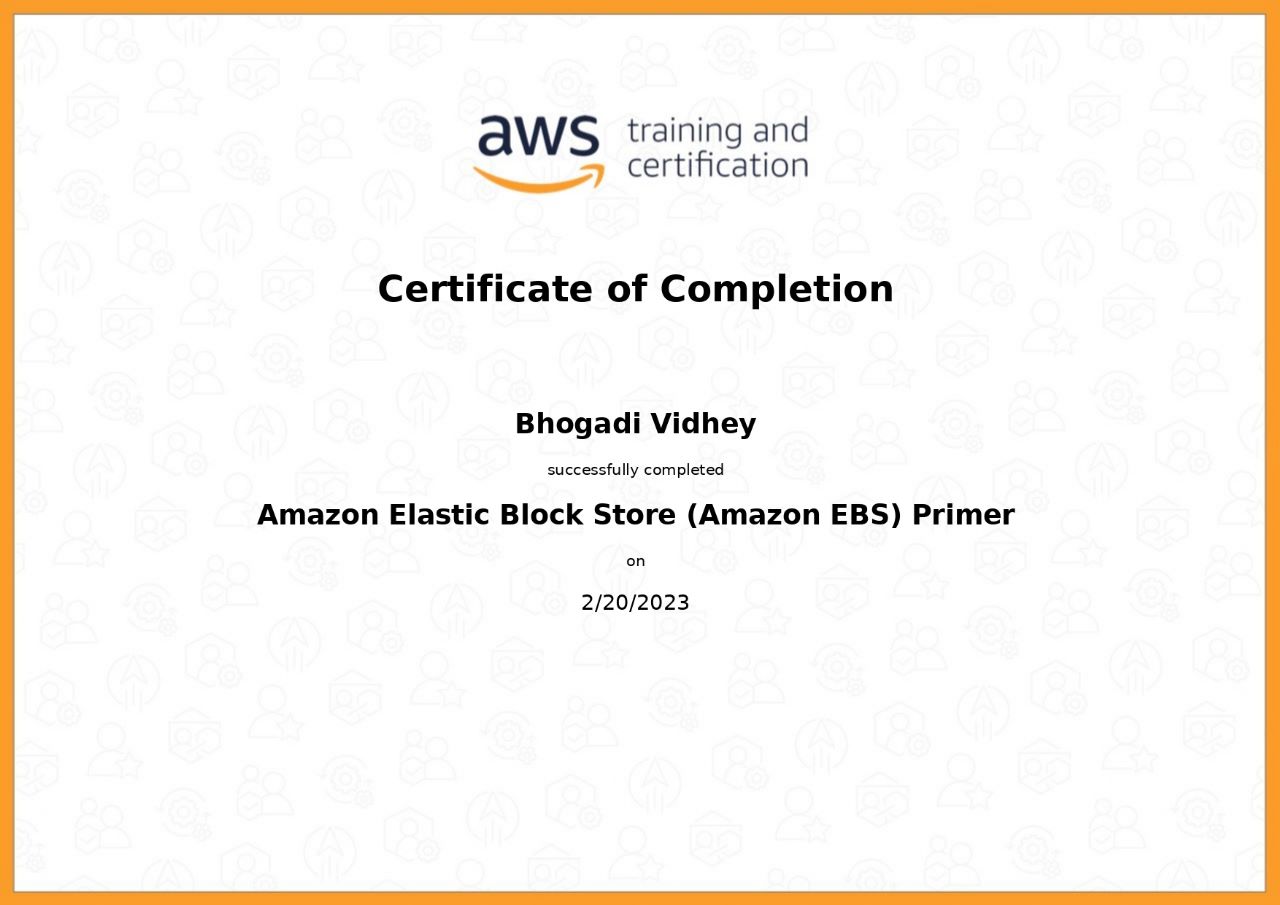 aws training and
certification
Certificate of Completion
Bhogadi Vidhey
successfully completed
Amazon Elastic Block Store (Amazon EBS) Primer
on
2/20/2023